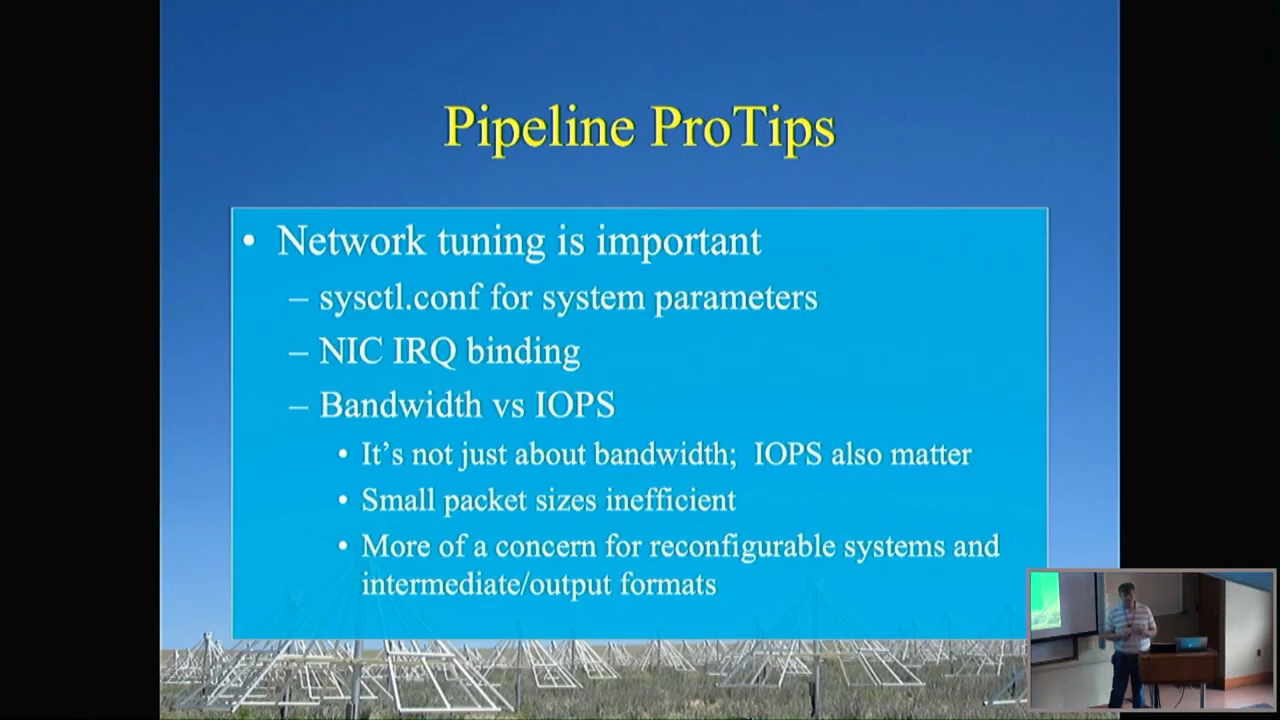 Pipeline ProTips
• Network tuning is important
– sysctl.conf for system parameters
– NIC IRQ binding
– Bandwidth vs IOPS
• It’s not just about bandwidth; IOPS also matter
• Small packet sizes inefficient
• More of a concern for reconfigurable systems and
intermediate/output formats